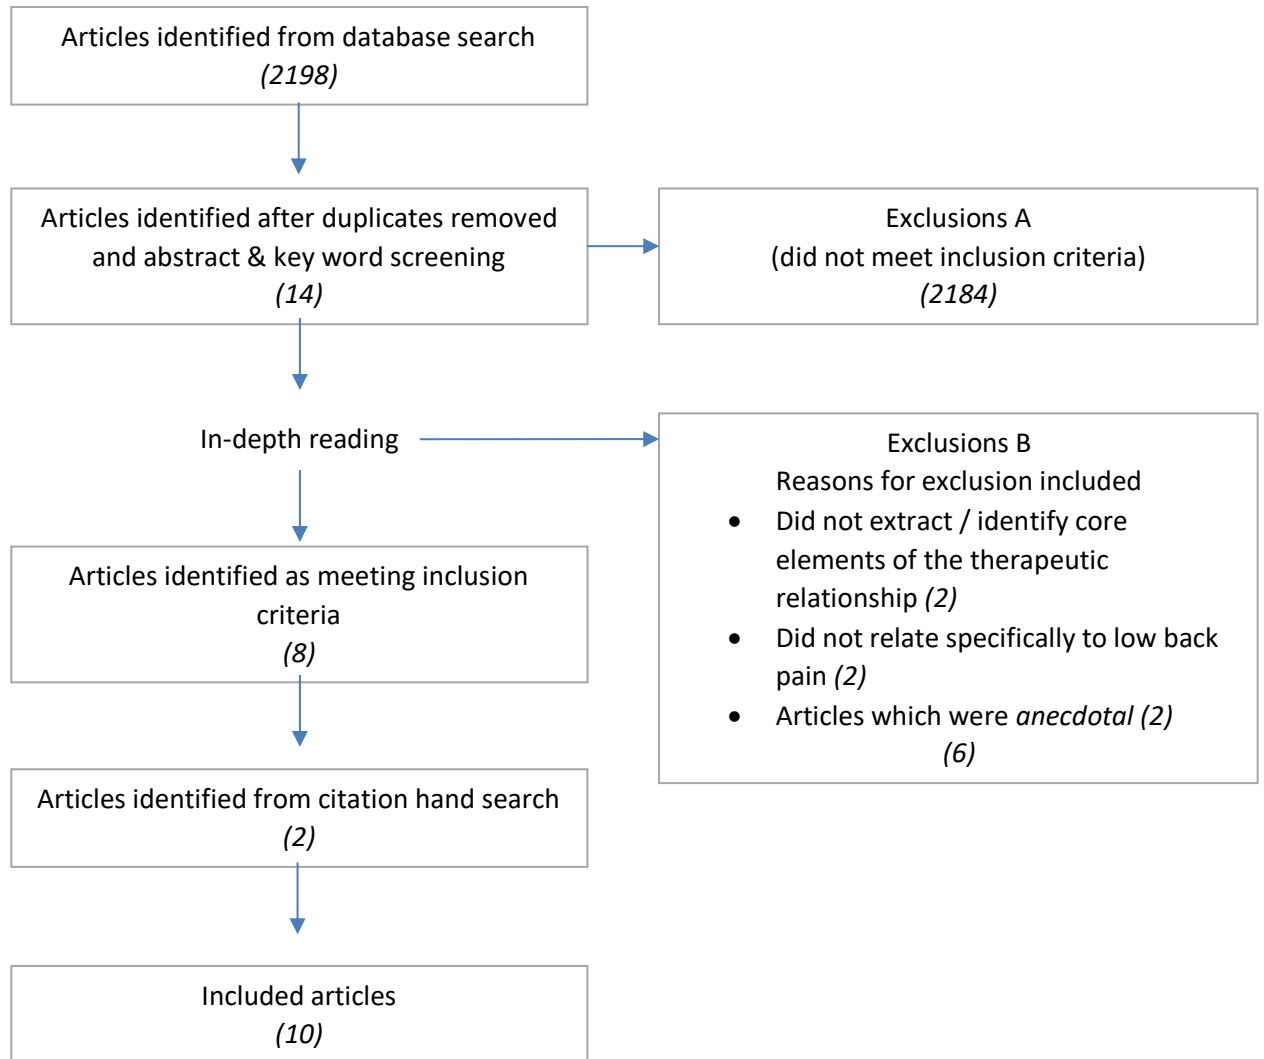 Articles identified from database search
(2198)
Articles identified after duplicates removed
and abstract & key word screening
(14)
Exclusions A
(did not meet inclusion criteria)
(2184)
In-depth reading
Exclusions B
Reasons for exclusion included
• Did not extract / identify core
elements of the therapeutic
relationship (2)
• Did not relate specifically to low back
pain (2)
• Articles which were anecdotal (2)
(6)
Articles identified as meeting inclusion
criteria
(8)
Articles identified from citation hand search
(2)
Included articles
(10)